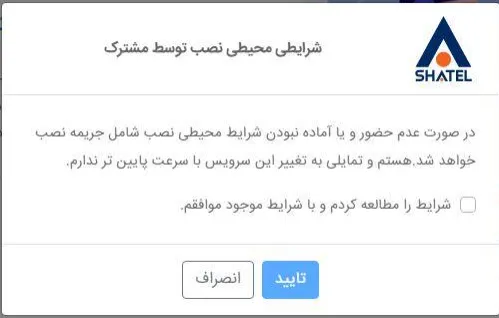 شرایطی محیطی نصب توسط مشترک
SHATEL
در صورت عدم حضور و یا آماده نبودن شرایط محیطی نصب شامل جریمه نصب
خواهد شد.هستم و تمایلی به تغییر این سرویس با سرعت پایین تر ندارم.
شرایط را مطالعه کردم و با شرایط موجود موافقم.
تایید
انصراف